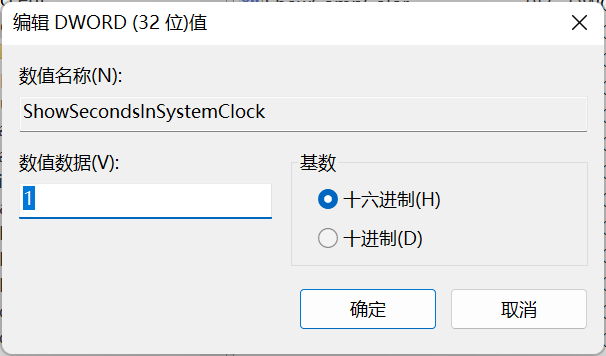 编辑 DWORD (32 位)值
数值名称(N):
ShowSecondsInSystemClock
数值数据(V):
1
基数
十六进制(H)
十进制(D)
确定
取消